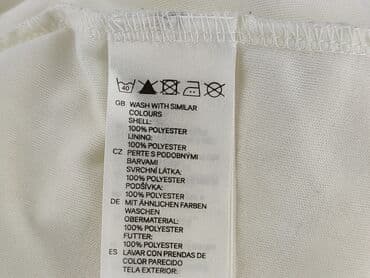 40
GB WASH WITH SIMILAR
COLOURS
SHELL:
100% POLYESTER
LINING:
100% POLYESTER
CZ PERTE S PODOBNÝMI
BARVAMI
SVRCHNÍ LÁTKA:
100% POLYESTER
PODŠÍVKA:
100% POLYESTER
DE MIT ÄHNLICHEN FARBEN
WASCHEN
OBERMATERIAL:
100% POLYESTER
FUTTER:
100% POLYESTER
ES LAVAR CON PRENDAS DE
COLOR PARECIDO
TELA EXTERIOR: